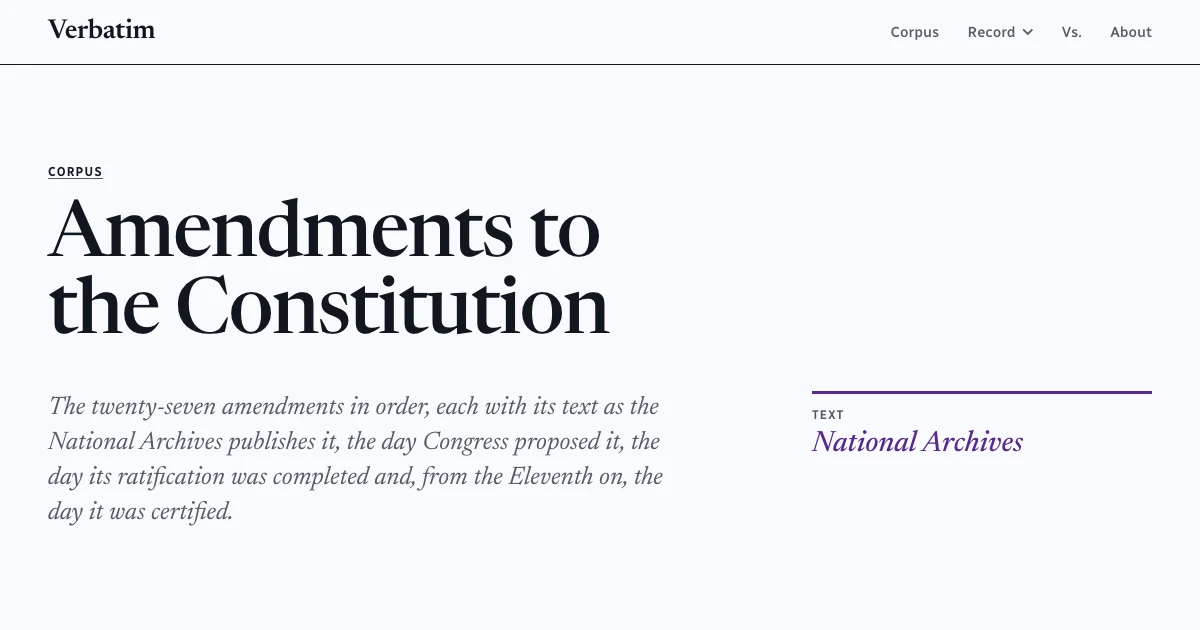 Verbatim
Corpus Record Vs. About
CORPUS
Amendments to
the Constitution
The twenty-seven amendments in order, each with its text as the
National Archives publishes it, the day Congress proposed it, the
day its ratification was completed and, from the Eleventh on, the
day it was certified.
TEXT
National Archives